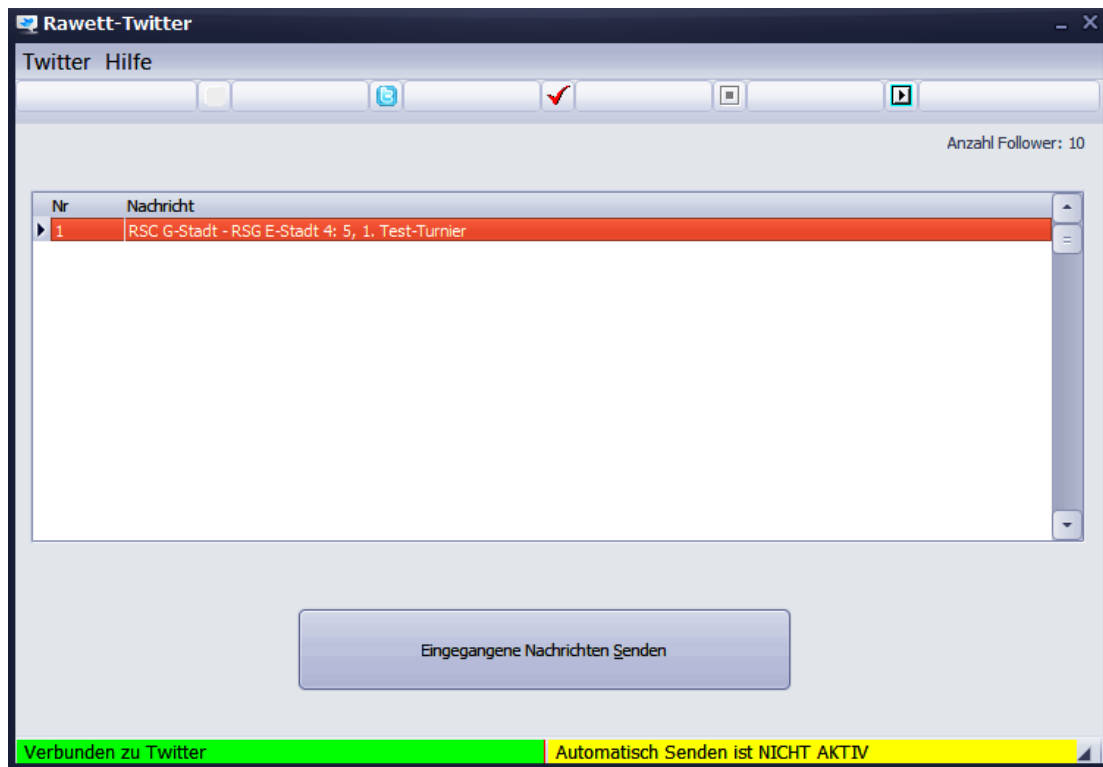 Rawett-Twitter
Twitter Hilfe
Anzahl Follower: 10
Nr Nachricht
1 RSC G-Stadt - RSG E-Stadt 4: 5, 1. Test-Turnier
Eingegangene Nachrichten Senden
Verbunden zu Twitter Automatisch Senden ist NICHT AKTIV